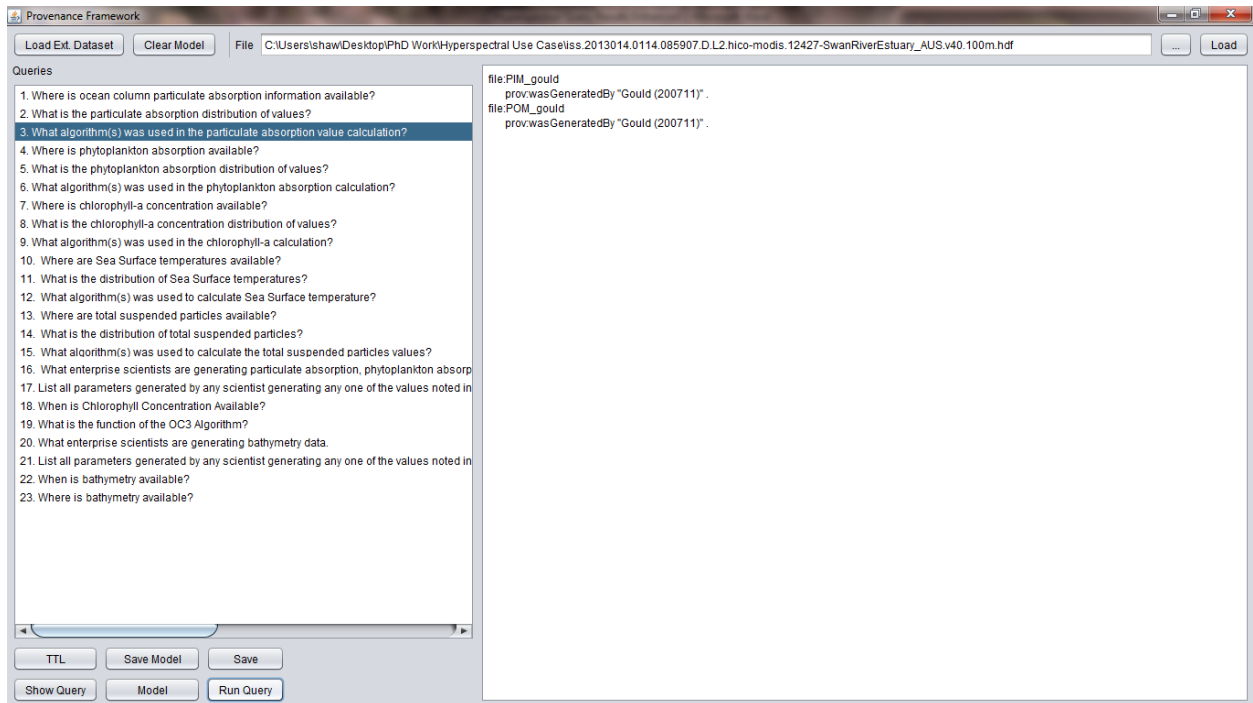 Provenance Framework
Load Ext. Dataset Clear Model File C:\Users\shaw\Desktop\PhD Work\Hyperspectral Use Case\iss.2013014.0114.085907.D.L2.hico-modis.12427-SwanRiverEstuary_AUS.v40.100m.hdf ... Load
Queries
1. Where is ocean column particulate absorption information available?
2. What is the particulate absorption distribution of values?
3. What algorithm(s) was used in the particulate absorption value calculation?
4. Where is phytoplankton absorption available?
5. What is the phytoplankton absorption distribution of values?
6. What algorithm(s) was used in the phytoplankton absorption calculation?
7. Where is chlorophyll-a concentration available?
8. What is the chlorophyll-a concentration distribution of values?
9. What algorithm(s) was used in the chlorophyll-a calculation?
10. Where are Sea Surface temperatures available?
11. What is the distribution of Sea Surface temperatures?
12. What algorithm(s) was used to calculate Sea Surface temperature?
13. Where are total suspended particles available?
14. What is the distribution of total suspended particles?
15. What algorithm(s) was used to calculate the total suspended particles values?
16. What enterprise scientists are generating particulate absorption, phytoplankton absorp
17. List all parameters generated by any scientist generating any one of the values noted in
18. When is Chlorophyll Concentration Available?
19. What is the function of the OC3 Algorithm?
20. What enterprise scientists are generating bathymetry data.
21. List all parameters generated by any scientist generating any one of the values noted in
22. When is bathymetry available?
23. Where is bathymetry available?
file:PIM_gould
prov:wasGeneratedBy "Gould (200711)" .
file:POM_gould
prov:wasGeneratedBy "Gould (200711)" .
TTL Save Model Save
Show Query Model Run Query